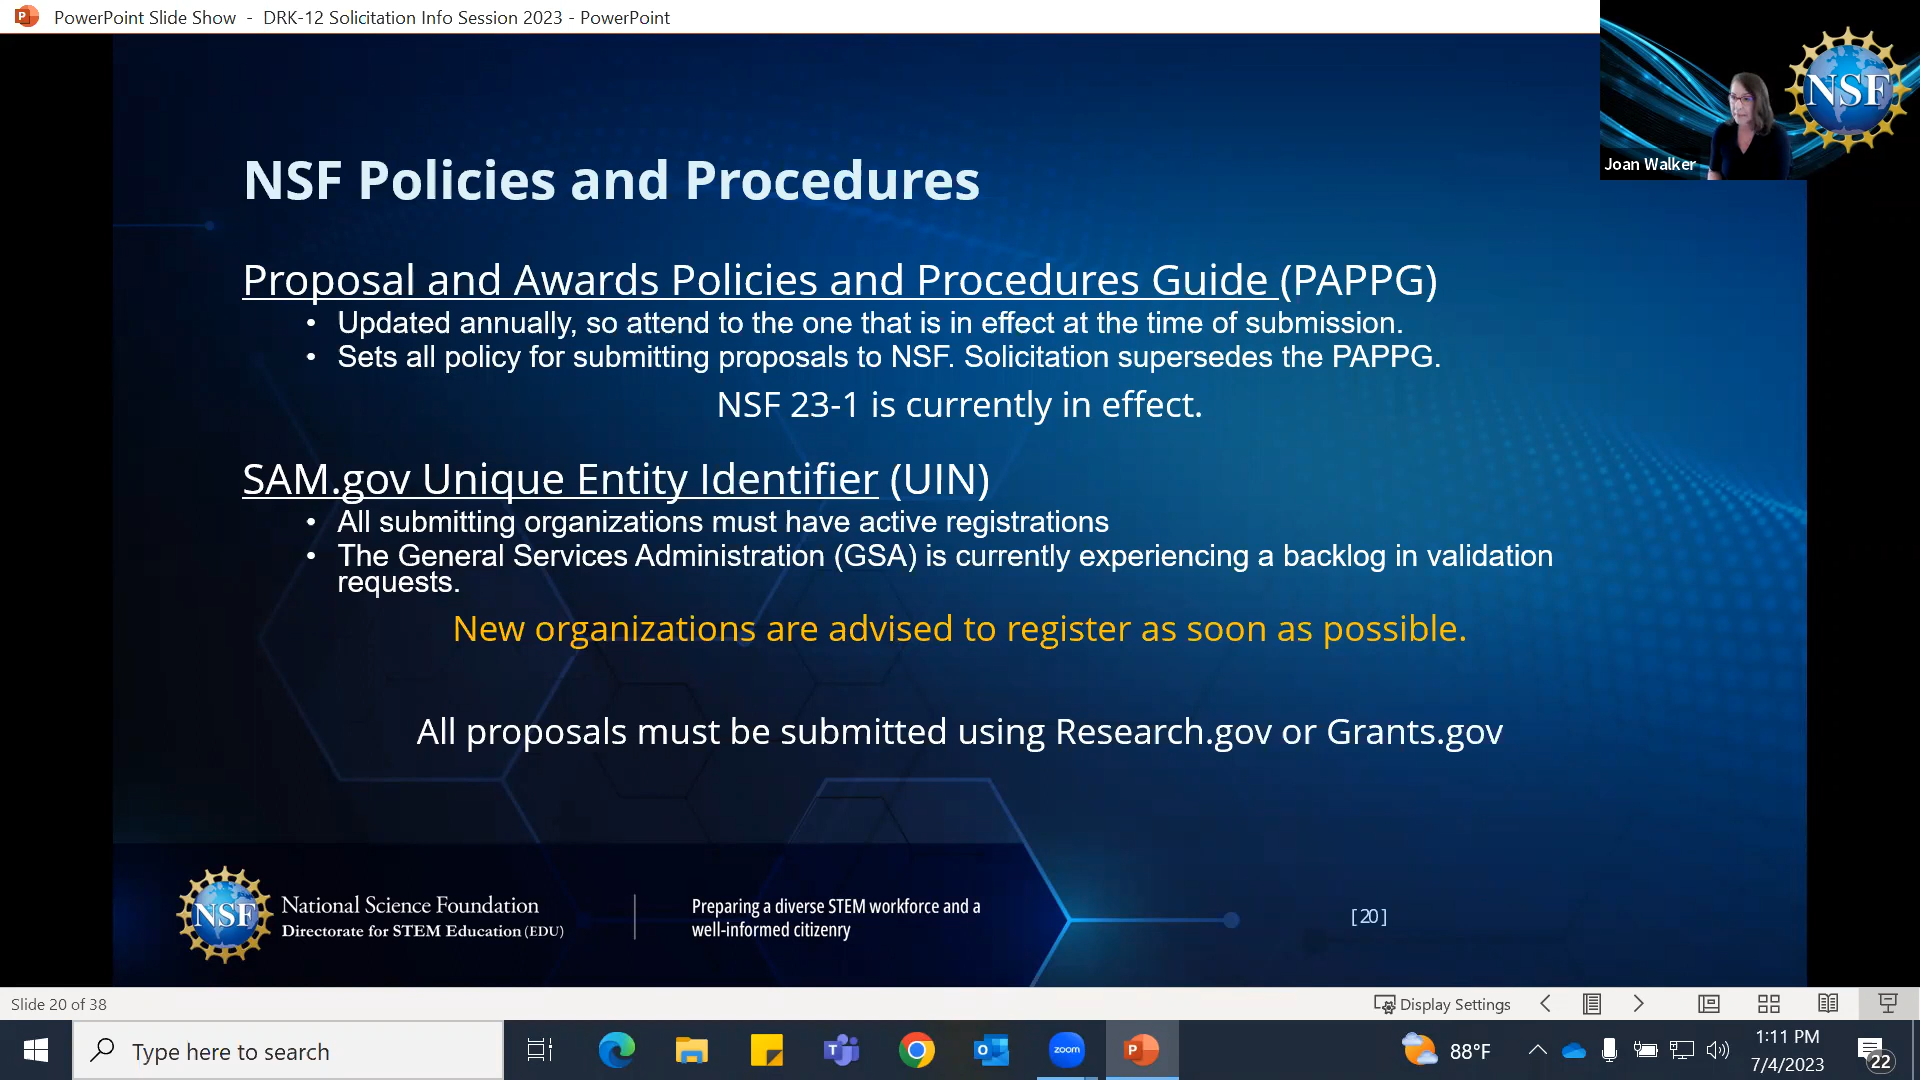 PowerPoint Slide Show - DRK-12 Solicitation Info Session 2023 - PowerPoint
NSF
Joan Walker
NSF Policies and Procedures
Proposal and Awards Policies and Procedures Guide (PAPPG)
• Updated annually, so attend to the one that is in effect at the time of submission.
• Sets all policy for submitting proposals to NSF. Solicitation supersedes the PAPPG.
NSF 23-1 is currently in effect.
SAM.gov Unique Entity Identifier (UIN)
• All submitting organizations must have active registrations
• The General Services Administration (GSA) is currently experiencing a backlog in validation
requests.
New organizations are advised to register as soon as possible.
All proposals must be submitted using Research.gov or Grants.gov
NSF
National Science Foundation
Directorate for STEM Education (EDU)
Preparing a diverse STEM workforce and a
well-informed citizenry
[20]
Slide 20 of 38
Display Settings
Type here to search
zoom
88°F
1:11 PM
7/4/2023
22